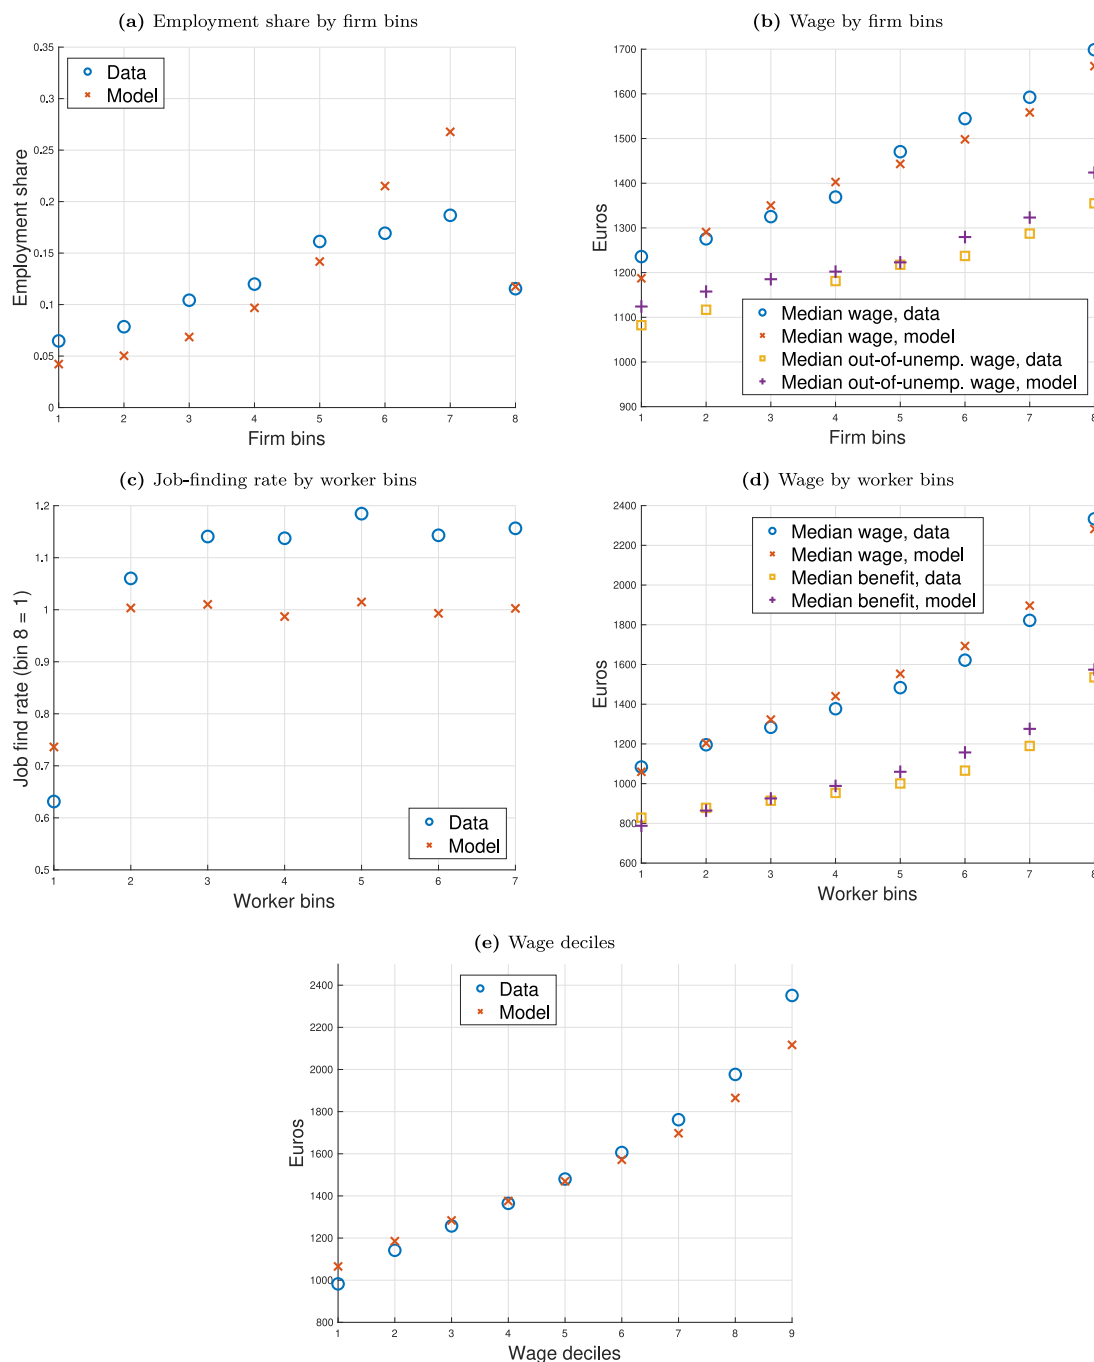 (a) Employment share by firm bins
0.35
0.3
0.25
0.2
0.15
0.1
0.05
0
Employment share
Data
Model
1 2 3 4 5 6 7 8
Firm bins
(b) Wage by firm bins
1700
1600
1500
1400
1300
1200
1100
1000
900
Euros
Median wage, data
Median wage, model
Median out-of-unemp. wage, data
Median out-of-unemp. wage, model
1 2 3 4 5 6 7 8
Firm bins
(c) Job-finding rate by worker bins
1.2
1.1
1
0.9
0.8
0.7
0.6
0.5
Job find rate (bin 8 = 1)
Data
Model
1 2 3 4 5 6 7
Worker bins
(d) Wage by worker bins
2400
2200
2000
1800
1600
1400
1200
1000
800
600
Euros
Median wage, data
Median wage, model
Median benefit, data
Median benefit, model
1 2 3 4 5 6 7 8
Worker bins
(e) Wage deciles
2400
2200
2000
1800
1600
1400
1200
1000
800
Euros
Data
Model
1 2 3 4 5 6 7 8 9
Wage deciles